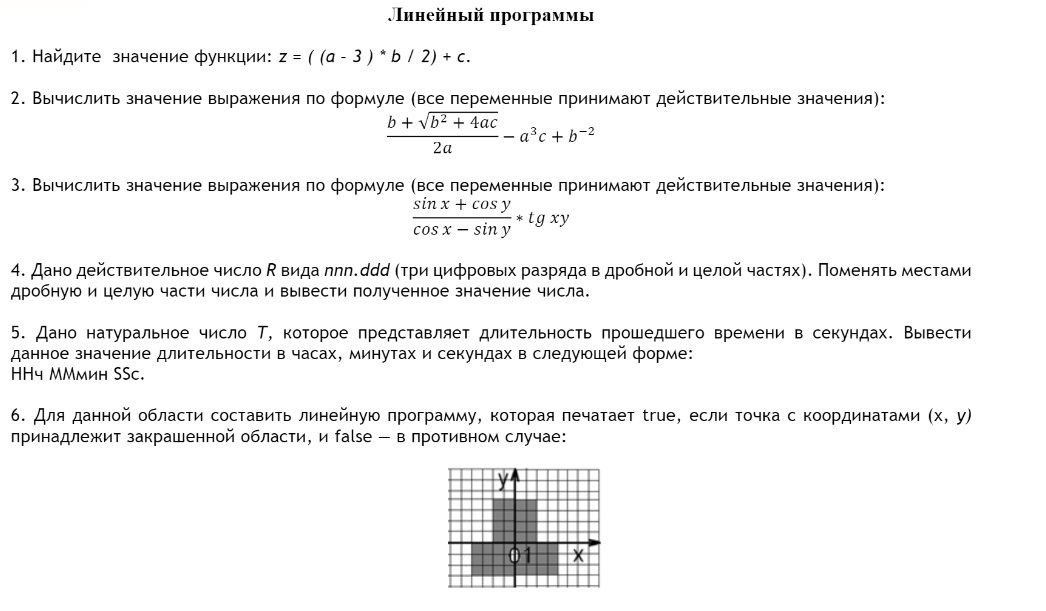 Линейный программы
1. Найдите значение функции: z = ( (a - 3 ) * b / 2) + c.
2. Вычислить значение выражения по формуле (все переменные принимают действительные значения):
b + √(b² + 4ac)
2a
− a³c + b⁻²
3. Вычислить значение выражения по формуле (все переменные принимают действительные значения):
sin x + cos y
cos x − sin y
∗ tg xy
4. Дано действительное число R вида nnn.ddd (три цифровых разряда в дробной и целой частях). Поменять местами
дробную и целую части числа и вывести полученное значение числа.
5. Дано натуральное число T, которое представляет длительность прошедшего времени в секундах. Вывести
данное значение длительности в часах, минутах и секундах в следующей форме:
ННч ММмин SSc.
6. Для данной области составить линейную программу, которая печатает true, если точка с координатами (х, у)
принадлежит закрашенной области, и false — в противном случае:
y
0 1 x